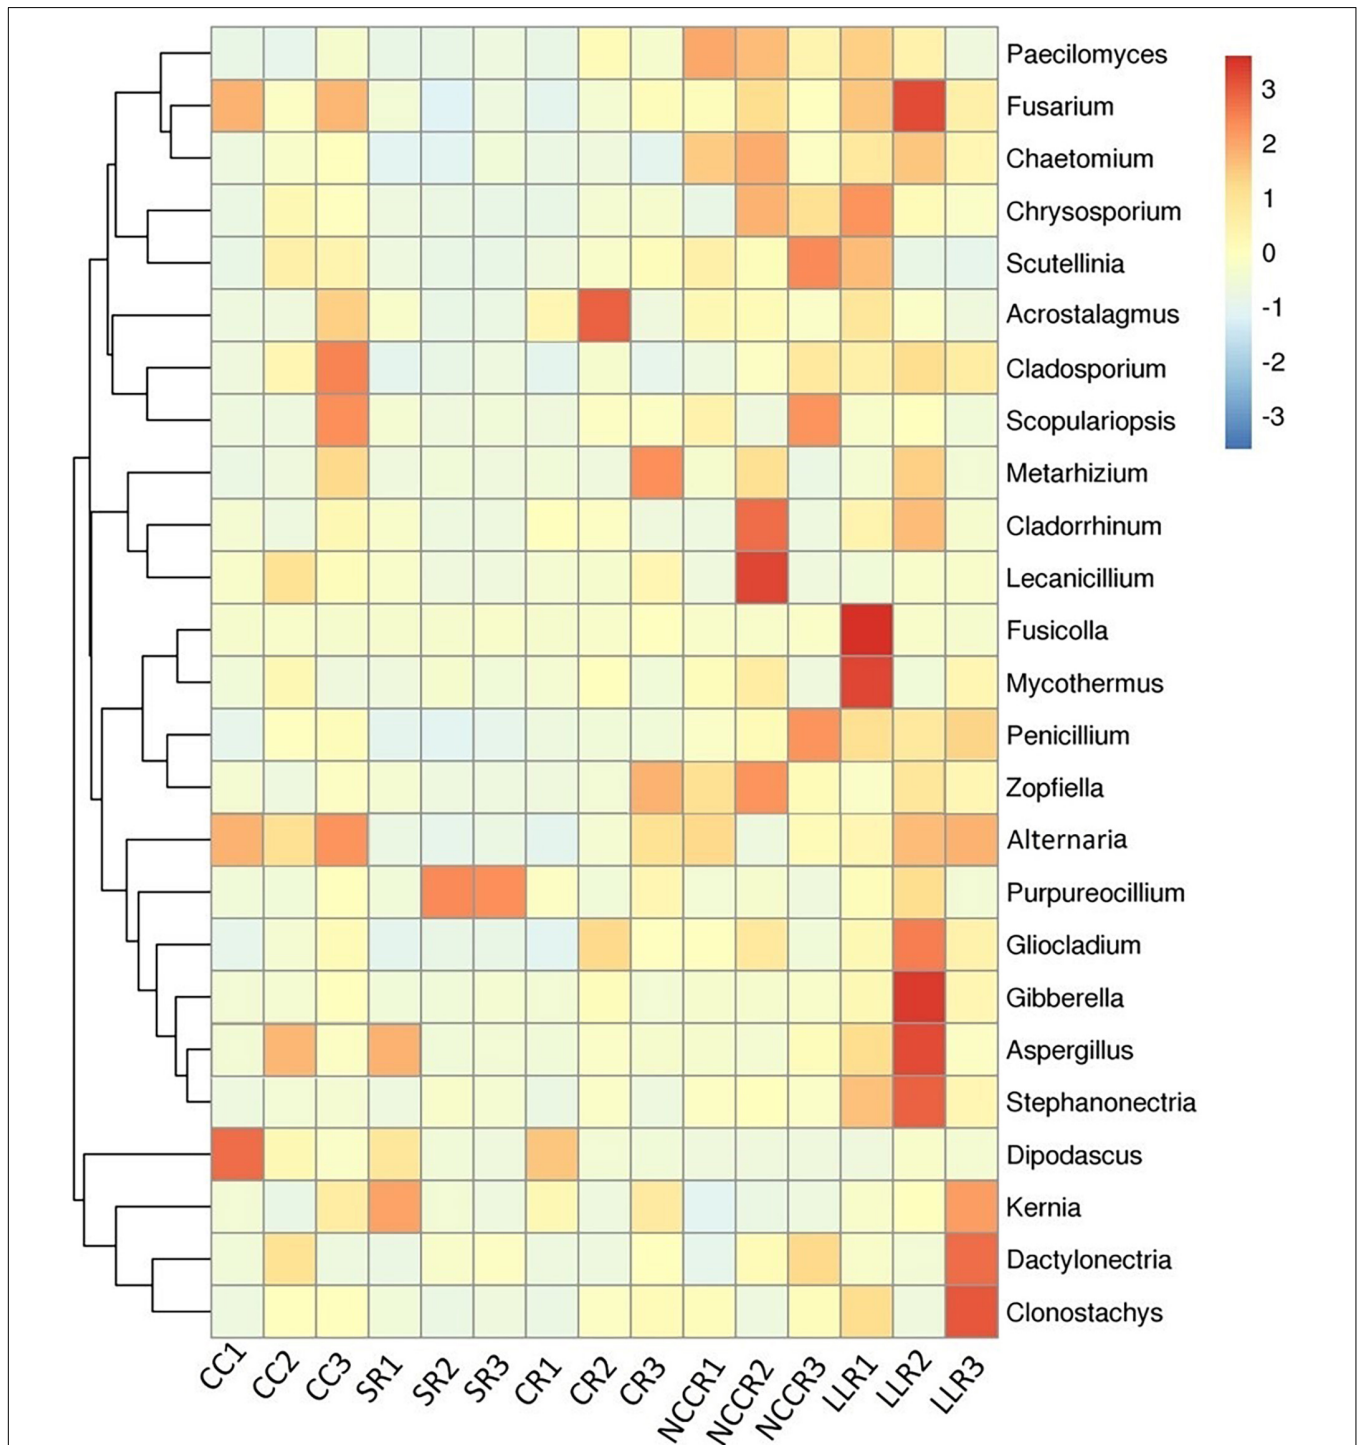 Paecilomyces
Fusarium
Chaetomium
Chrysosporium
Scutellinia
Acrostalagmus
Cladosporium
Scopulariopsis
Metarhizium
Cladorrhinum
Lecanicillium
Fusicolla
Mycothermus
Penicillium
Zopfiella
Alternaria
Purpureocillium
Gliocladium
Gibberella
Aspergillus
Stephanonectria
Dipodascus
Kernia
Dactylonectria
Clonostachys
3
2
1
0
-1
-2
-3
CC1 CC2 CC3 SR1 SR2 SR3 CR1 CR2 CR3 NCCR1 NCCR2 NCCR3 LLR1 LLR2 LLR3